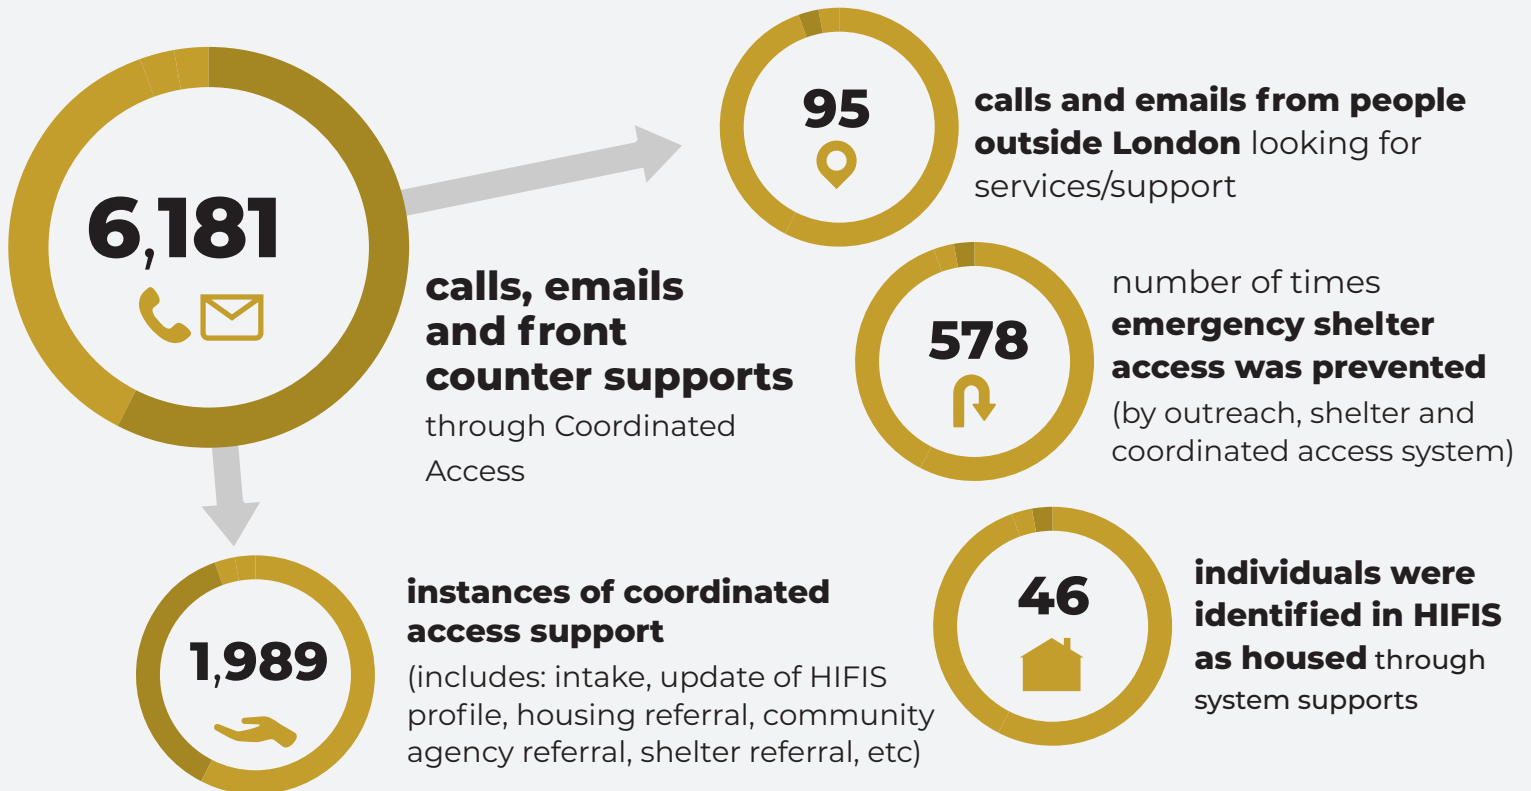 6,181
calls, emails
and front
counter supports
through Coordinated
Access
95
calls and emails from people
outside London looking for
services/support
578
number of times
emergency shelter
access was prevented
(by outreach, shelter and
coordinated access system)
1,989
instances of coordinated
access support
(includes: intake, update of HIFIS
profile, housing referral, community
agency referral, shelter referral, etc)
46
individuals were
identified in HIFIS
as housed through
system supports